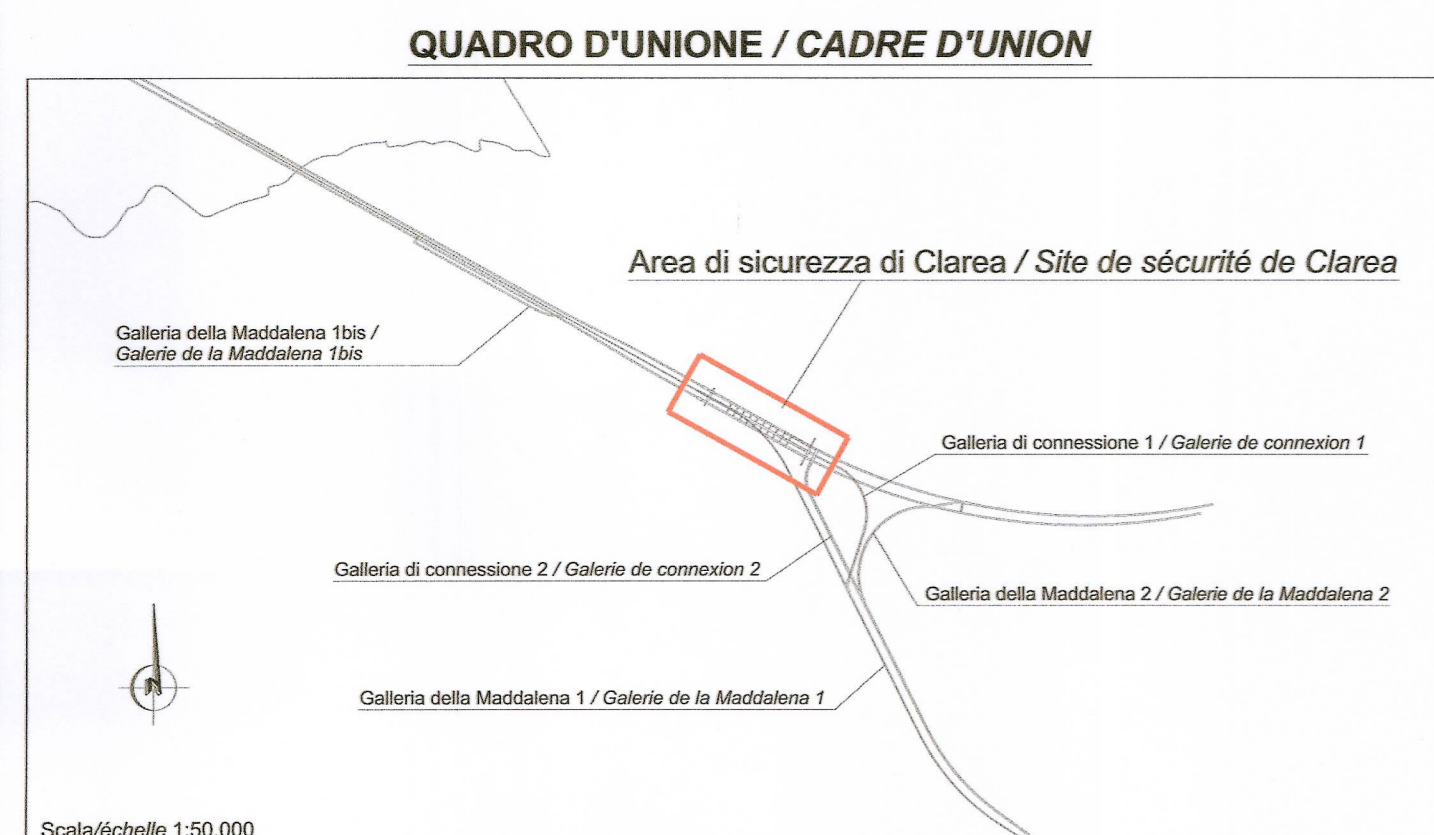 QUADRO D'UNIONE / CADRE D'UNION
Area di sicurezza di Clarea / Site de sécurité de Clarea
Galleria della Maddalena 1bis /
Galerie de la Maddalena 1bis
Galleria di connessione 1 / Galerie de connexion 1
Galleria di connessione 2 / Galerie de connexion 2
Galleria della Maddalena 2 / Galerie de la Maddalena 2
N
Galleria della Maddalena 1 / Galerie de la Maddalena 1
Scala/échelle 1:50.000